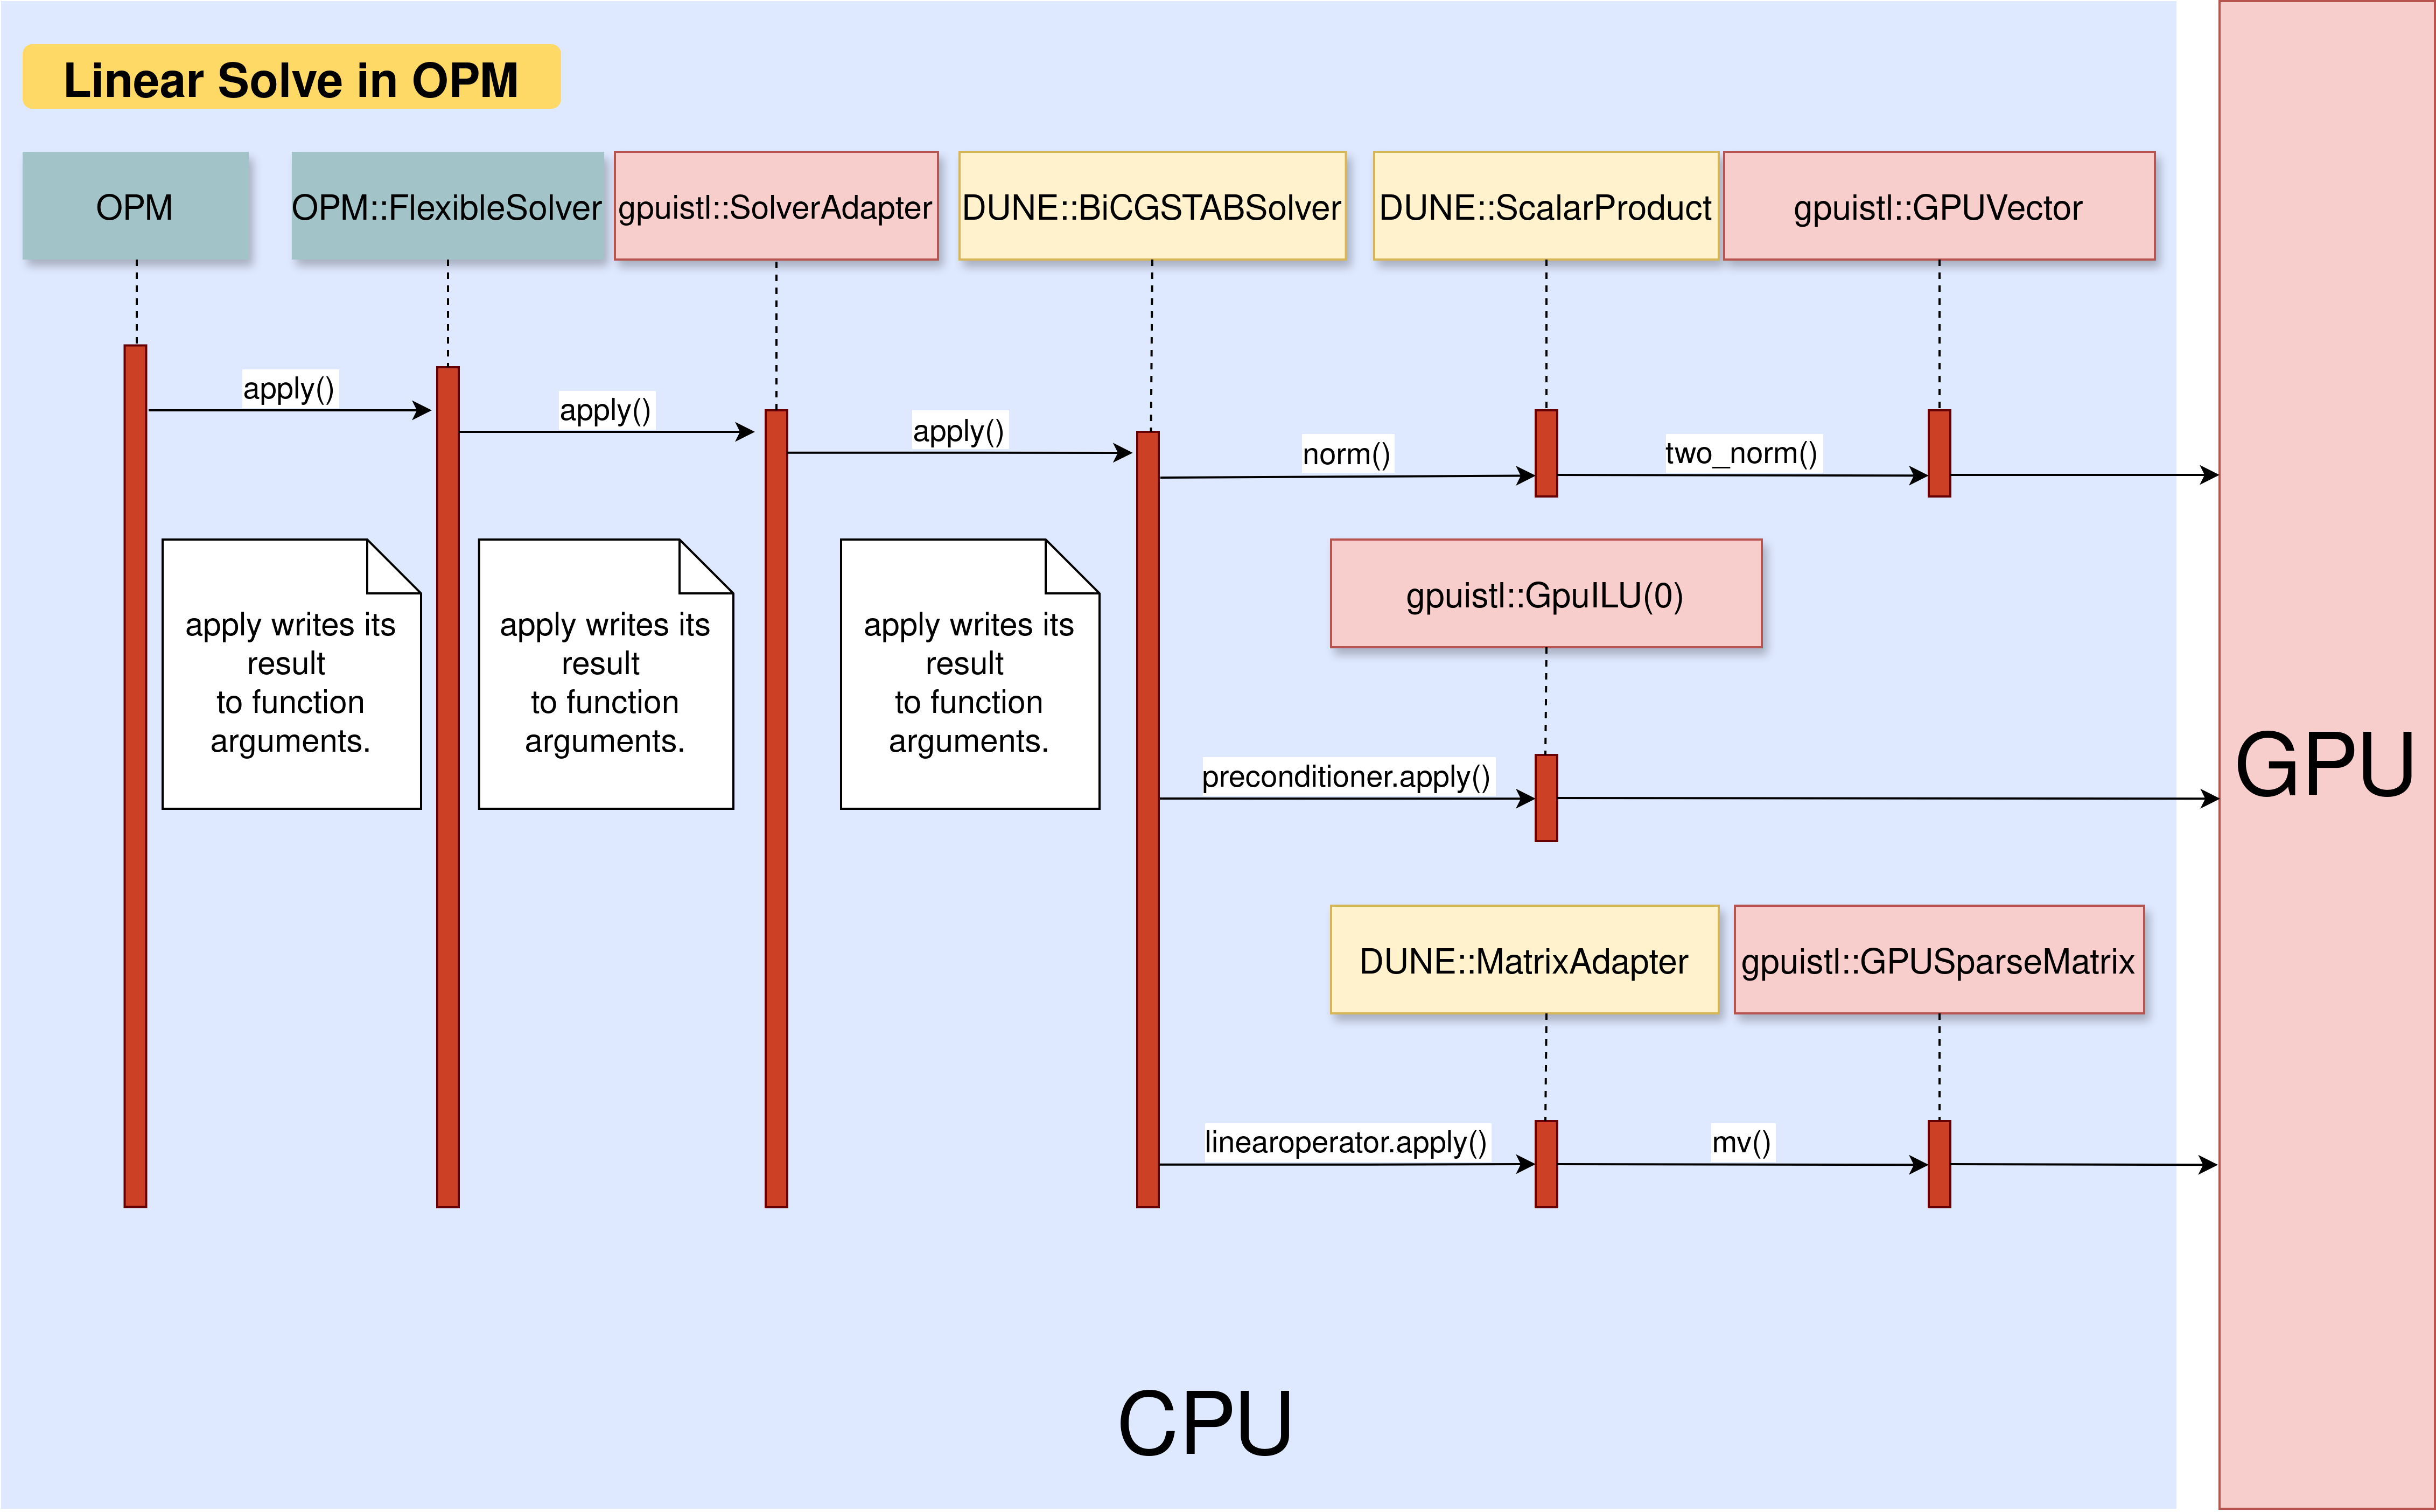 Linear Solve in OPM
OPM
OPM::FlexibleSolver
gpuistl::SolverAdapter
DUNE::BiCGSTABSolver
DUNE::ScalarProduct
gpuistl::GPUVector
apply()
apply()
apply()
norm()
two_norm()
apply writes its
result
to function
arguments.
apply writes its
result
to function
arguments.
apply writes its
result
to function
arguments.
gpuistl::GpuILU(0)
preconditioner.apply()
GPU
DUNE::MatrixAdapter
gpuistl::GPUSparseMatrix
linearoperator.apply()
mv()
CPU